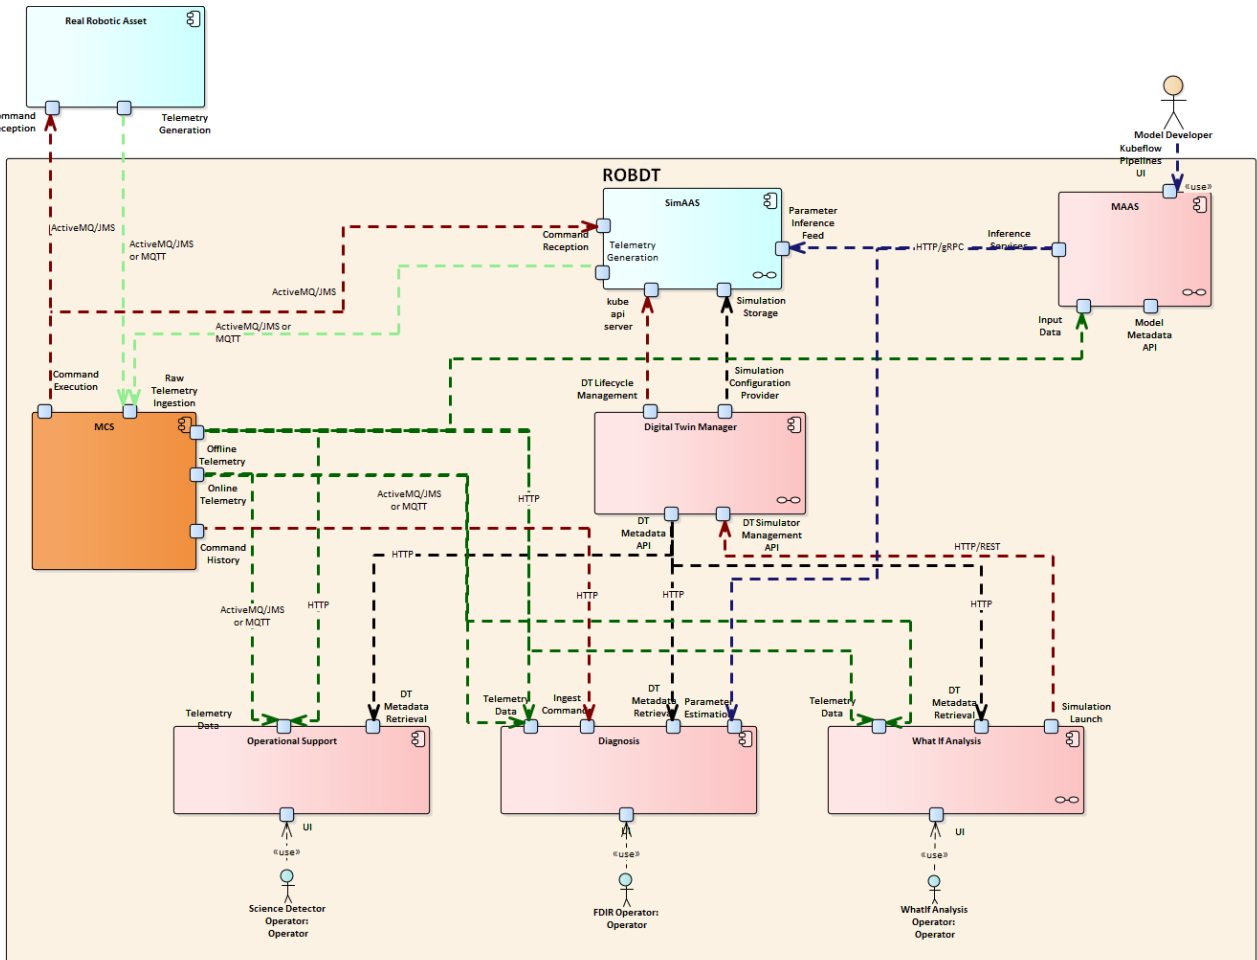 Real Robotic Asset
ommand
eception
Telemetry
Generation
Model Developer
Kubeflow
Pipelines
UI
«use»
ROBDT
SimAAS
MAAS
Parameter
Inference
Feed
Command
Reception
Telemetry
Generation
Inference
Services
HTTP/gRPC
ActiveMQ/JMS
ActiveMQ/JMS
or MQTT
ActiveMQ/JMS
ActiveMQ/JMS or
MQTT
kube
api
server
Simulation
Storage
Input
Data
Model
Metadata
API
Command
Execution
Raw
Telemetry
Ingestion
DT Lifecycle
Management
Simulation
Configuration
Provider
MCS
Digital Twin Manager
Offline
Telemetry
Online
Telemetry
Command
History
ActiveMQ/JMS
or MQTT
HTTP
DT
Metadata
API
DT Simulator
Management
API
HTTP/REST
HTTP
ActiveMQ/JMS
or MQTT
HTTP
HTTP
HTTP
HTTP
Telemetry
Data
DT
Metadata
Retrieval
Telemetry
Data
Ingest
Command
DT
Metadata
Retrieval
Parameter
Estimation
Telemetry
Data
DT
Metadata
Retrieval
Simulation
Launch
Operational Support
Diagnosis
What If Analysis
UI
UI
UI
«use»
«use»
«use»
Science Detector
Operator:
Operator
FDIR Operator:
Operator
WhatIf Analysis
Operator:
Operator